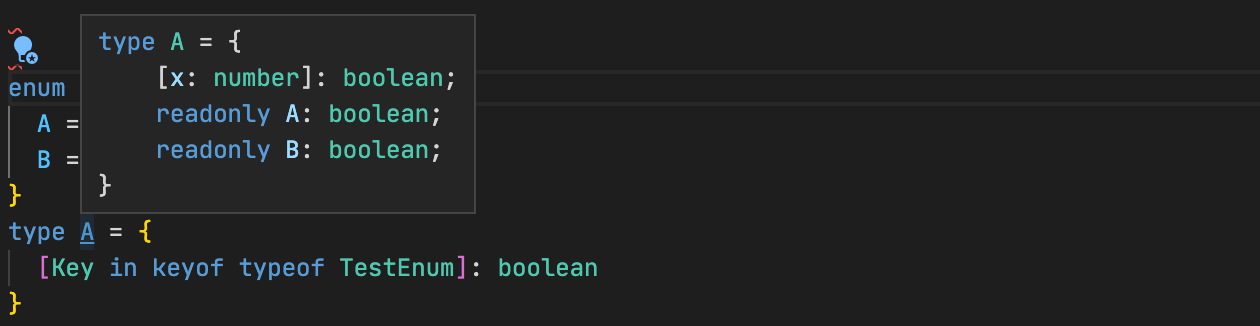 type A = {
[x: number]: boolean;
readonly A: boolean;
readonly B: boolean;
}
enum
A =
B =
}
type A = {
[Key in keyof typeof TestEnum]: boolean
}